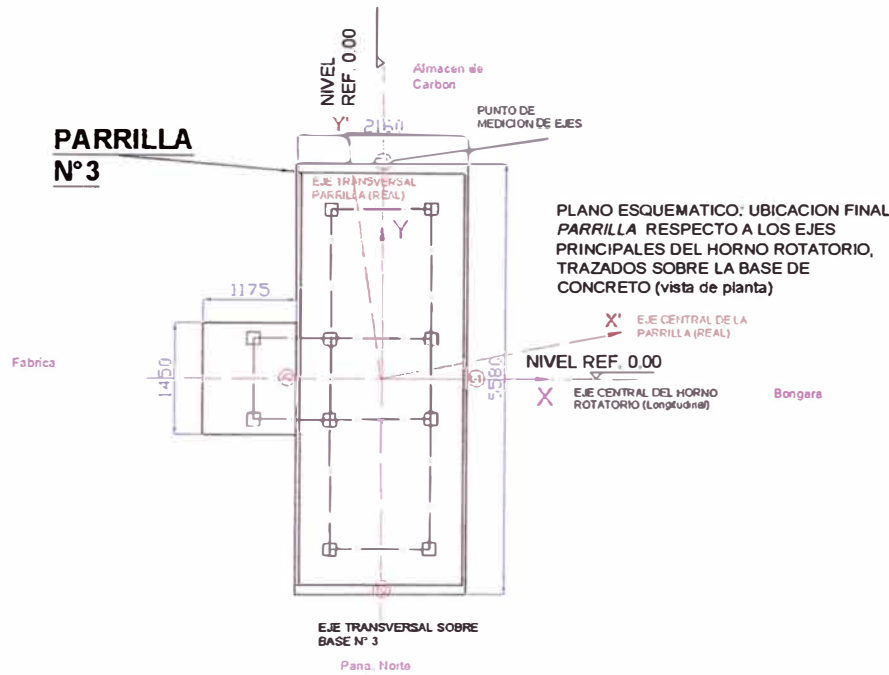 NIVEL
REF. 0.00
Almacen de
Carbon
PUNTO DE
MEDICION DE EJES
Y'
2160
PARRILLA
N° 3
EJE TRANSVERSAL
PARRILLA (REAL)
Y
PLANO ESQUEMATICO: UBICACION FINAL
PARRILLA RESPECTO A LOS EJES
PRINCIPALES DEL HORNO ROTATORIO,
TRAZADOS SOBRE LA BASE DE
CONCRETO (vista de planta)
1175
X'
EJE CENTRAL DE LA
PARRILLA (REAL)
Fabrica
1450
NIVEL REF. 0.00
5580
X
EJE CENTRAL DEL HORNO
ROTATORIO (Longitudinal)
Bongara
EJE TRANSVERSAL SOBRE
BASE N° 3
Pana. Norte